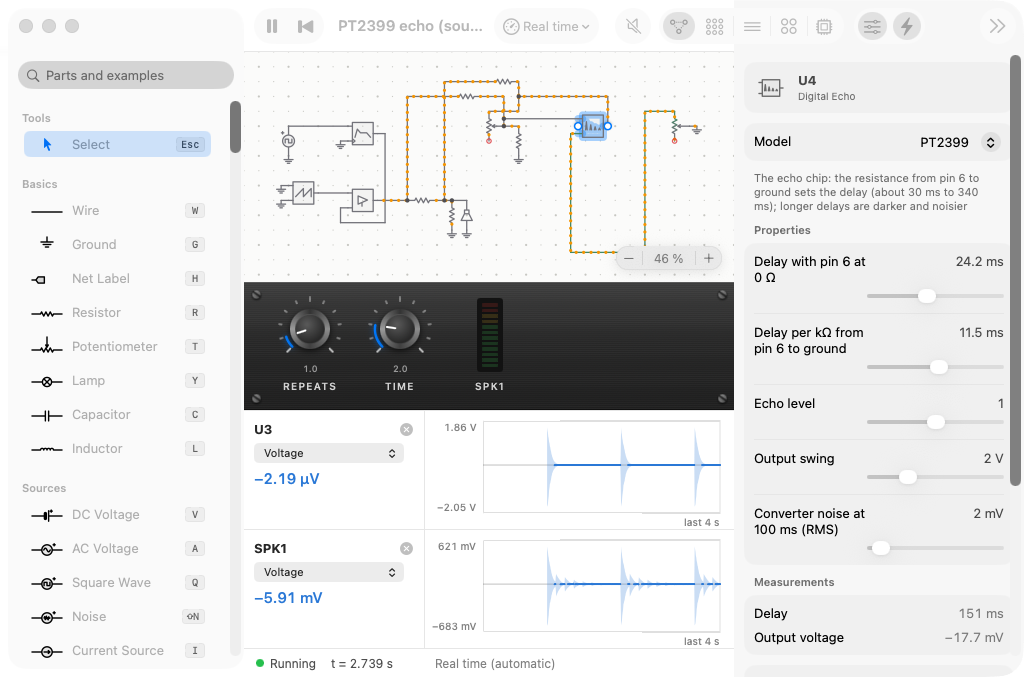 PT2399 echo (sou...
Real time
Parts and examples
Tools
Select
Esc
Basics
Wire
W
Ground
G
Net Label
H
Resistor
R
Potentiometer
T
Lamp
Y
Capacitor
C
Inductor
L
Sources
DC Voltage
V
AC Voltage
A
Square Wave
Q
Noise
⇧N
Current Source
I
46 %
1.0
REPEATS
2.0
TIME
SPK1
U3
Voltage
−2.19 µV
1.86 V
−2.05 V
last 4 s
SPK1
Voltage
−5.91 mV
621 mV
−683 mV
last 4 s
Running
t = 2.739 s
Real time (automatic)
U4
Digital Echo
Model
PT2399
The echo chip: the resistance from pin 6 to
ground sets the delay (about 30 ms to 340
ms); longer delays are darker and noisier
Properties
Delay with pin 6 at
0 Ω
24.2 ms
Delay per kΩ from
pin 6 to ground
11.5 ms
Echo level
1
Output swing
2 V
Converter noise at
100 ms (RMS)
2 mV
Measurements
Delay
151 ms
Output voltage
−17.7 mV